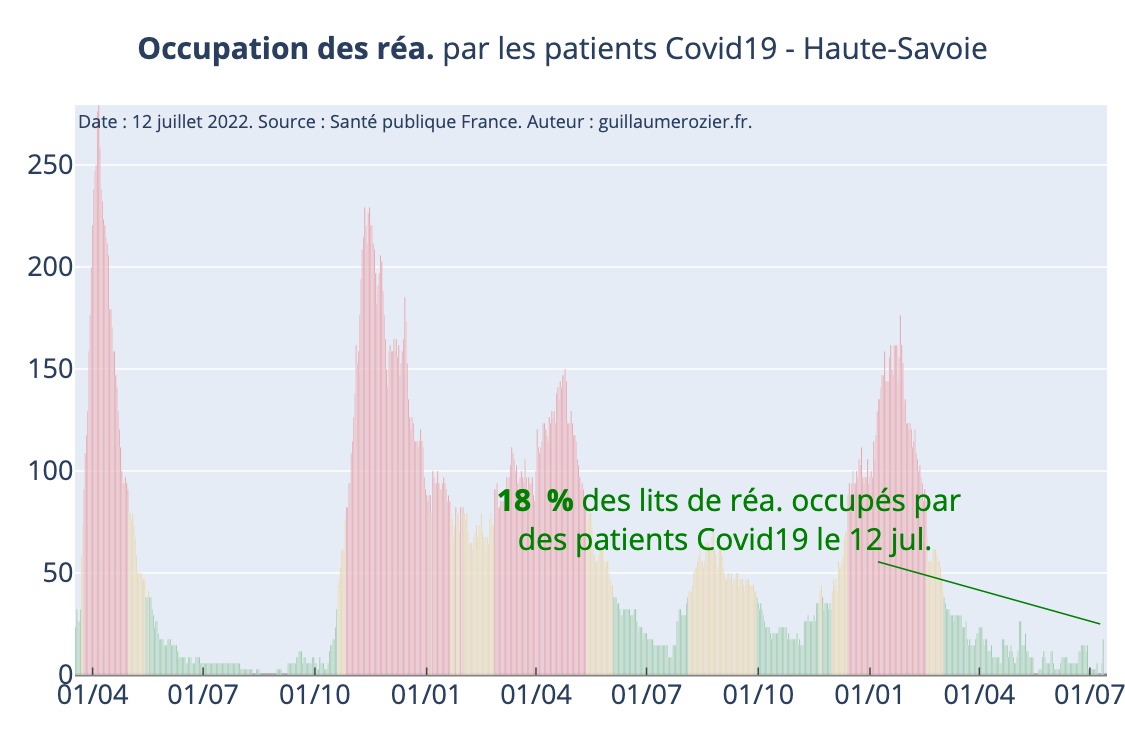 Occupation des réa. par les patients Covid19 - Haute-Savoie
Date : 12 juillet 2022. Source : Santé publique France. Auteur : guillaumerozier.fr.
250
200
150
100
50
0
18 % des lits de réa. occupés par
des patients Covid19 le 12 jul.
01/04 01/07 01/10 01/01 01/04 01/07 01/10 01/01 01/04 01/07